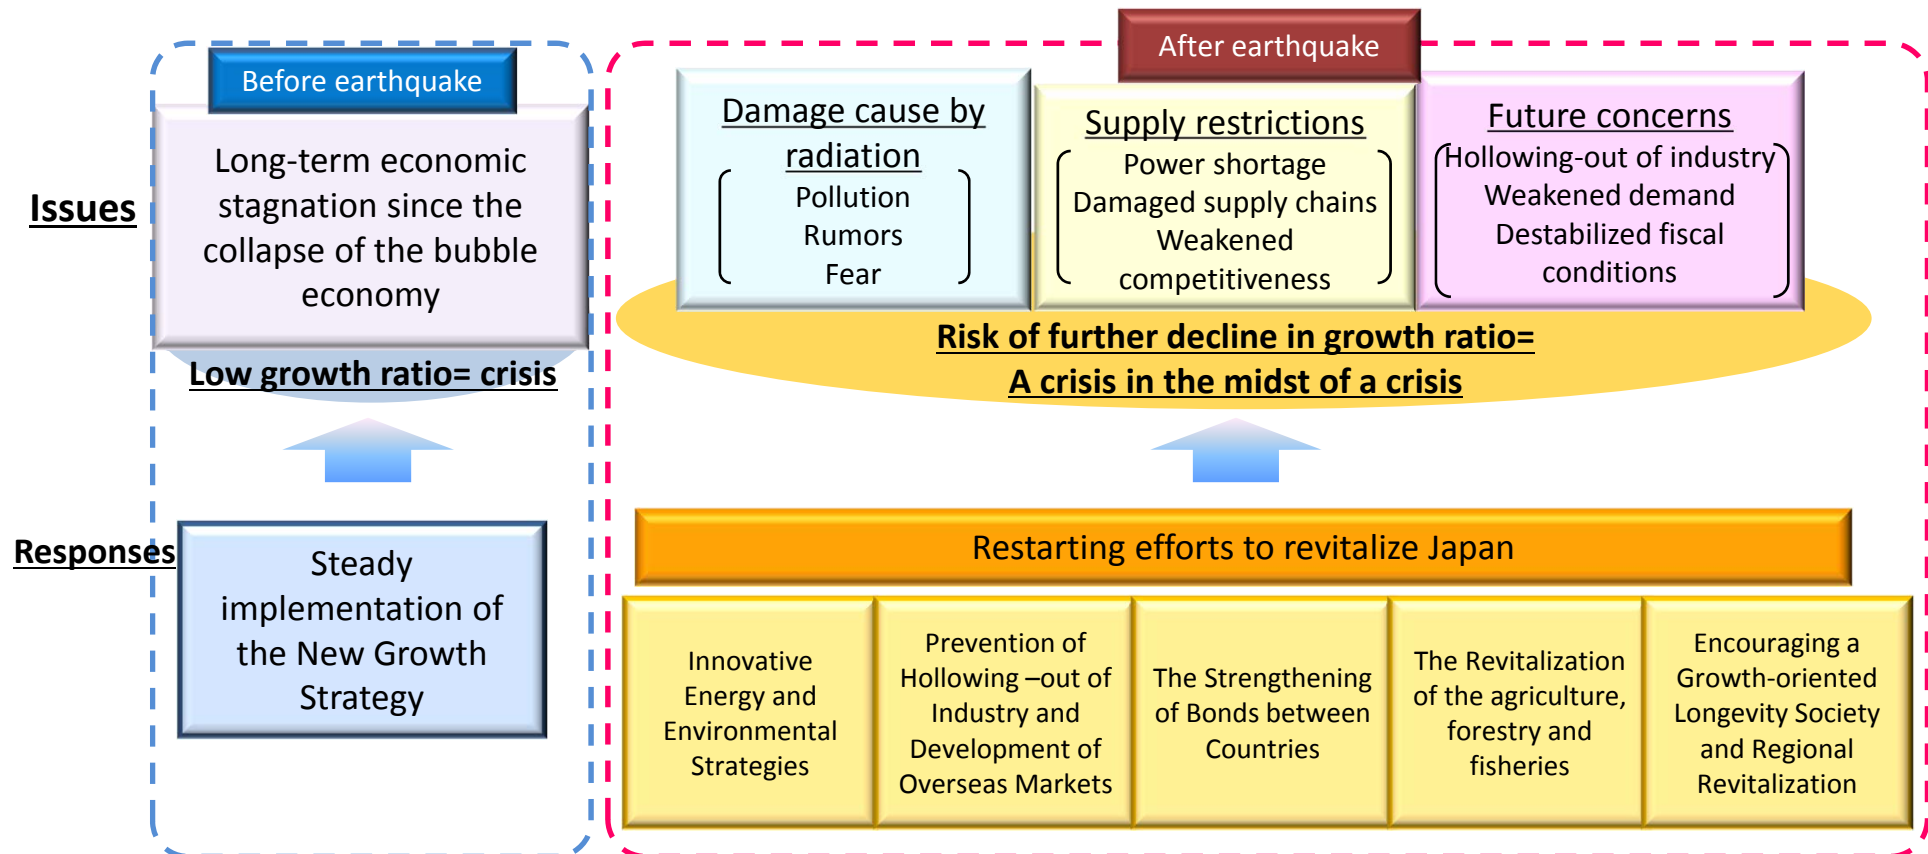 Before earthquake
Issues
Long-term economic
stagnation since the
collapse of the bubble
economy
Low growth ratio= crisis
After earthquake
Damage cause by
radiation
Pollution
Rumors
Fear
Supply restrictions
Power shortage
Damaged supply chains
Weakened
competitiveness
Future concerns
Hollowing-out of industry
Weakened demand
Destabilized fiscal
conditions
Risk of further decline in growth ratio=
A crisis in the midst of a crisis
Responses
Steady
implementation of
the New Growth
Strategy
Restarting efforts to revitalize Japan
Innovative
Energy and
Environmental
Strategies
Prevention of
Hollowing –out of
Industry and
Development of
Overseas Markets
The Strengthening
of Bonds between
Countries
The Revitalization
of the agriculture,
forestry and
fisheries
Encouraging a
Growth-oriented
Longevity Society
and Regional
Revitalization